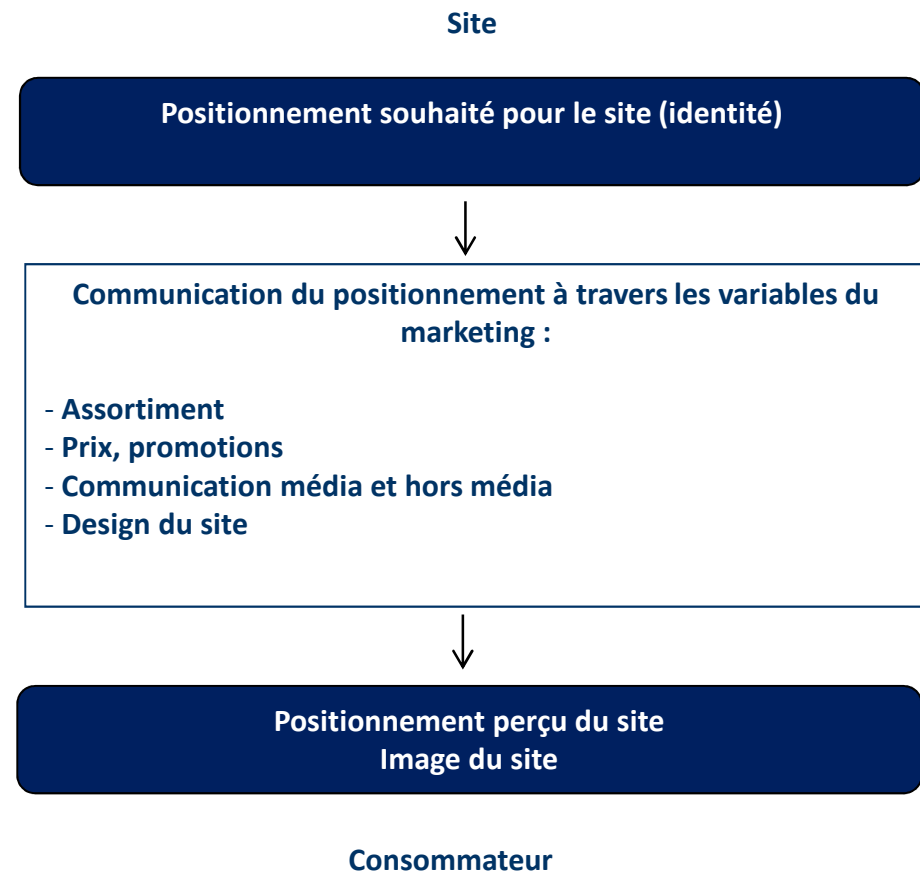 Site
Positionnement souhaité pour le site (identité)
Communication du positionnement à travers les variables du
marketing :
- Assortiment
- Prix, promotions
- Communication média et hors média
- Design du site
Positionnement perçu du site
Image du site
Consommateur